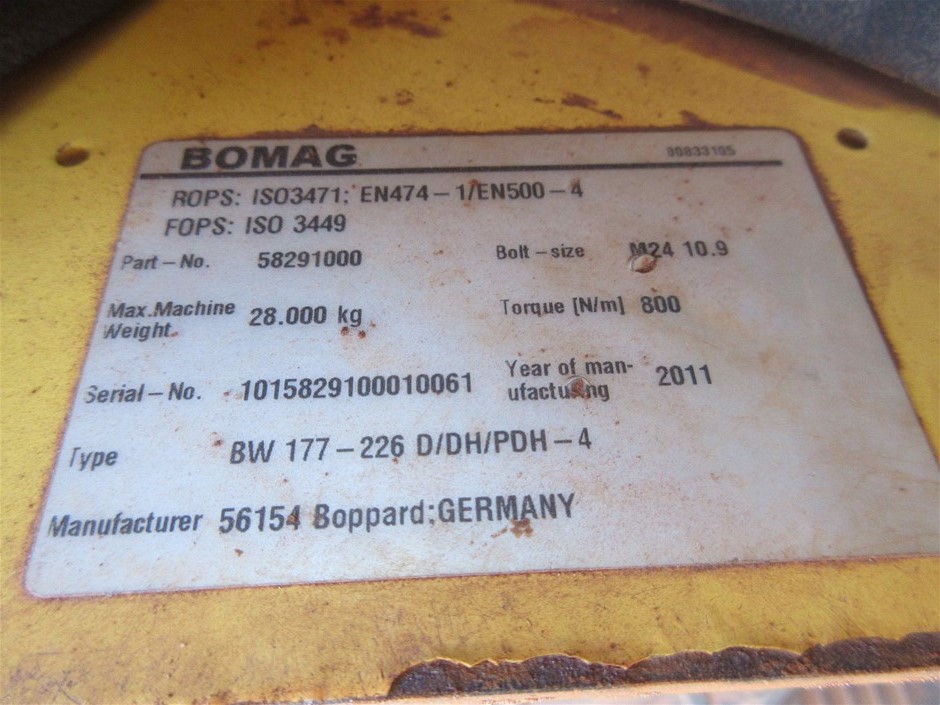 BOMAG 00833105
ROPS: ISO3471; EN474-1/EN500-4
FOPS: ISO 3449
Part-No. 58291000 Bolt-size M24 10.9
Max.Machine Weight. 28.000 kg Torque [N/m] 800
Serial-No. 1015829100010061 Year of man-
ufacturing 2011
Type BW 177-226 D/DH/PDH-4
Manufacturer 56154 Boppard;GERMANY